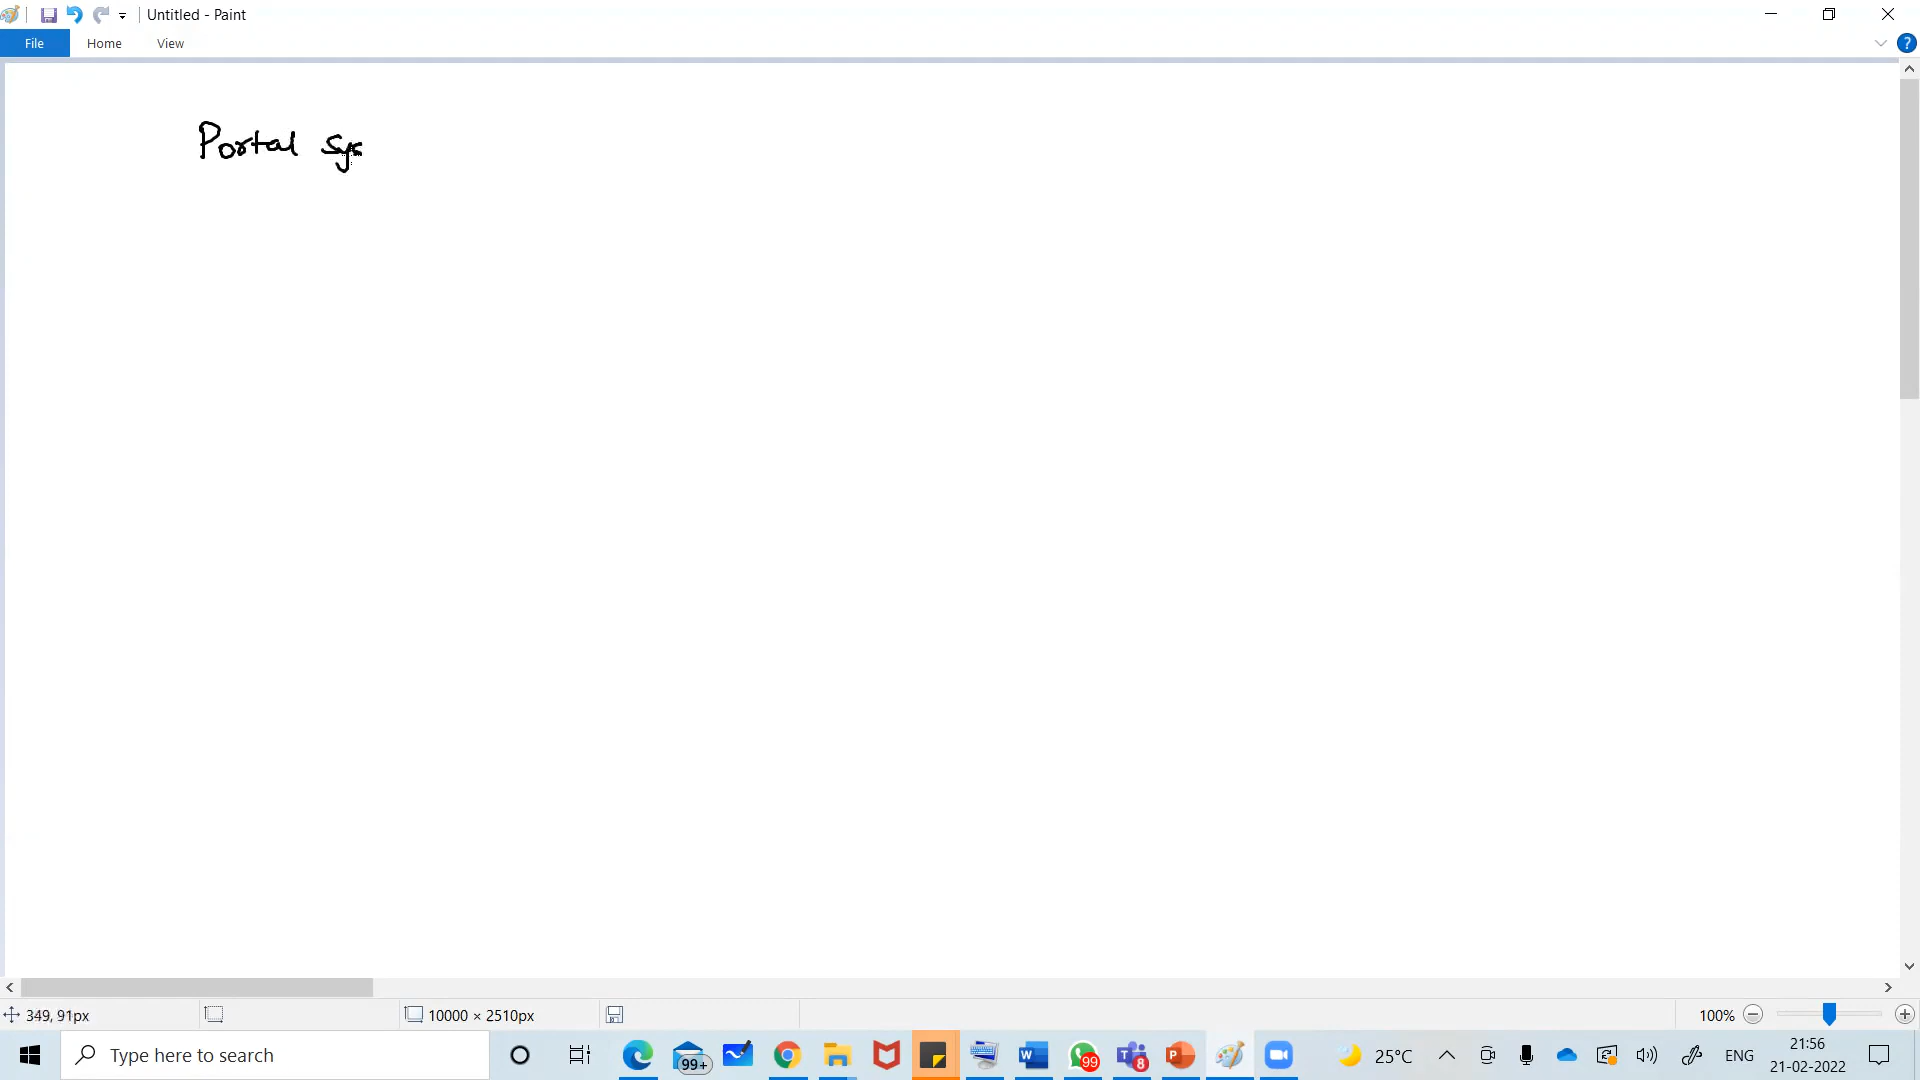 Untitled - Paint
File Home View
?
Portal sys
349, 91px
10000 × 2510px
100%
Type here to search
99+
W
99
8
P
25°C
ENG
21:56
21-02-2022